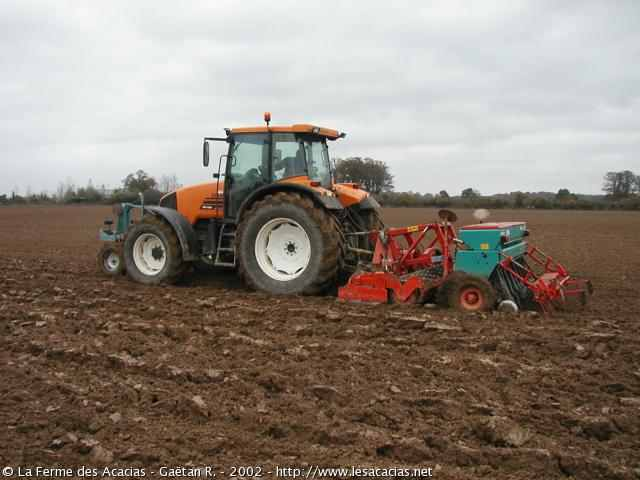 © La Ferme des Acacias - Gaëtan R. - 2002 - http://www.lesacacias.net